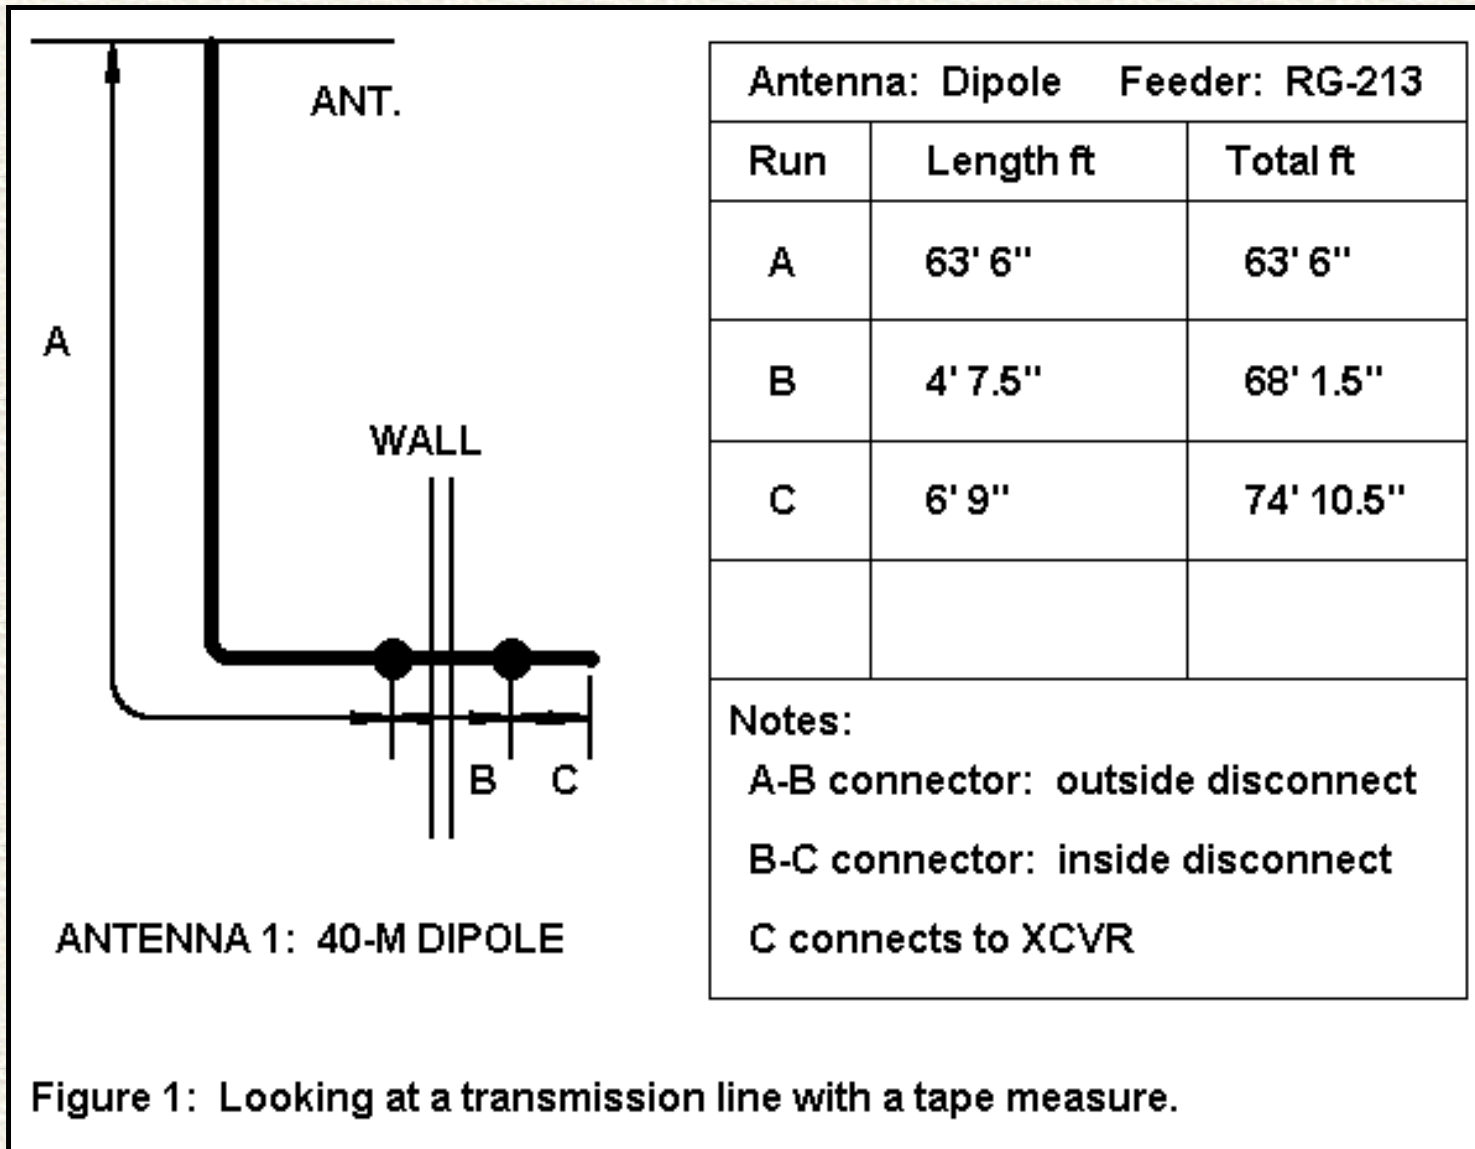 ANT.
A
WALL
B C
ANTENNA 1: 40-M DIPOLE
Antenna: Dipole Feeder: RG-213
Run Length ft Total ft
A 63' 6" 63' 6"
B 4' 7.5" 68' 1.5"
C 6' 9" 74' 10.5"
Notes:
A-B connector: outside disconnect
B-C connector: inside disconnect
C connects to XCVR
Figure 1: Looking at a transmission line with a tape measure.